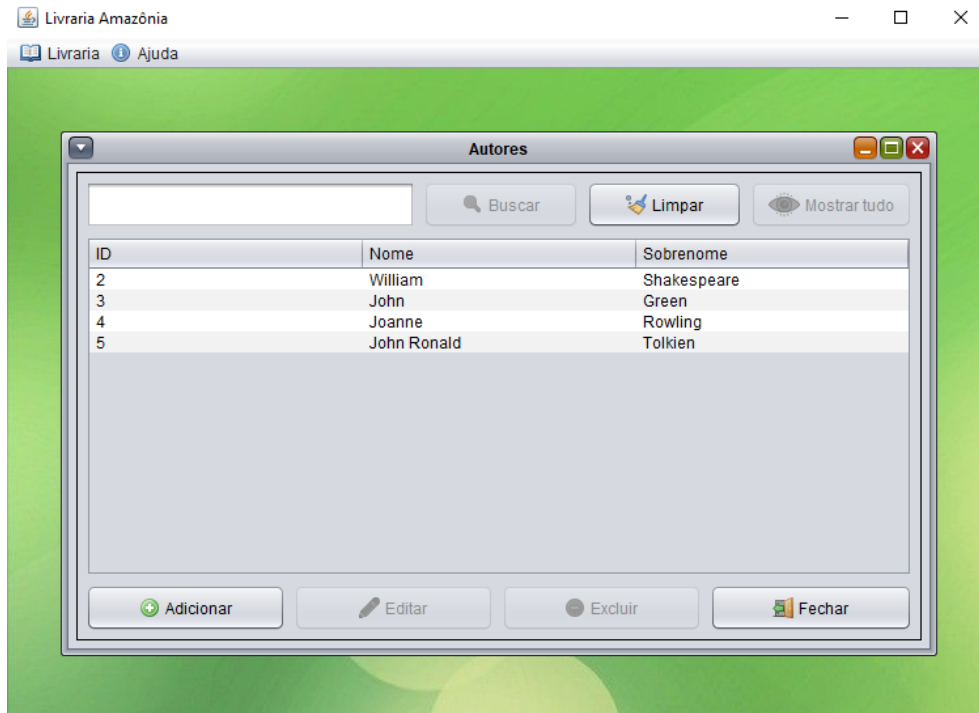 Livraria Amazônia
Livraria Ajuda
Autores
Buscar Limpar Mostrar tudo
ID Nome Sobrenome
2 William Shakespeare
3 John Green
4 Joanne Rowling
5 John Ronald Tolkien
Adicionar Editar Excluir Fechar